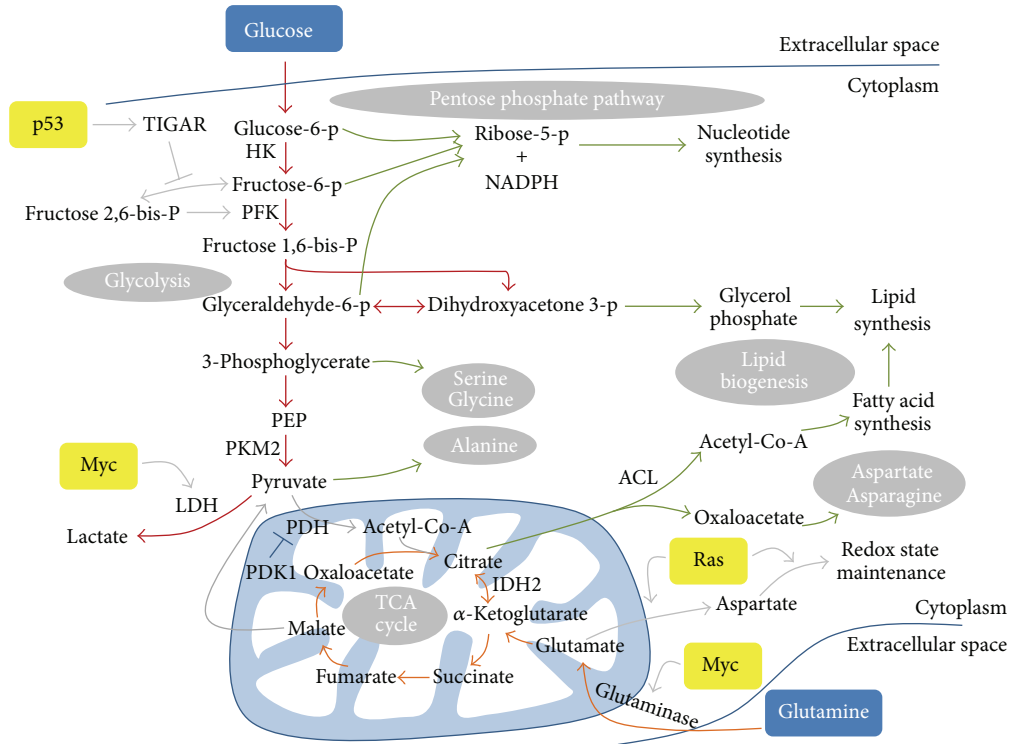 Glucose
Extracellular space
Cytoplasm
Pentose phosphate pathway
p53
TIGAR
Glucose-6-p
HK
Ribose-5-p
+
NADPH
Nucleotide
synthesis
Fructose-6-p
Fructose 2,6-bis-P
PFK
Fructose 1,6-bis-P
Glycolysis
Glyceraldehyde-6-p
Dihydroxyacetone 3-p
Glycerol
phosphate
Lipid
synthesis
3-Phosphoglycerate
Serine
Glycine
Lipid
biogenesis
Fatty acid
synthesis
PEP
PKM2
Alanine
Acetyl-Co-A
Myc
Pyruvate
LDH
ACL
Aspartate
Asparagine
Lactate
PDH
Acetyl-Co-A
Oxaloacetate
PDK1
Oxaloacetate
Citrate
IDH2
Ras
Redox state
maintenance
TCA
cycle
α-Ketoglutarate
Aspartate
Cytoplasm
Extracellular space
Malate
Glutamate
Fumarate
Succinate
Myc
Glutaminase
Glutamine